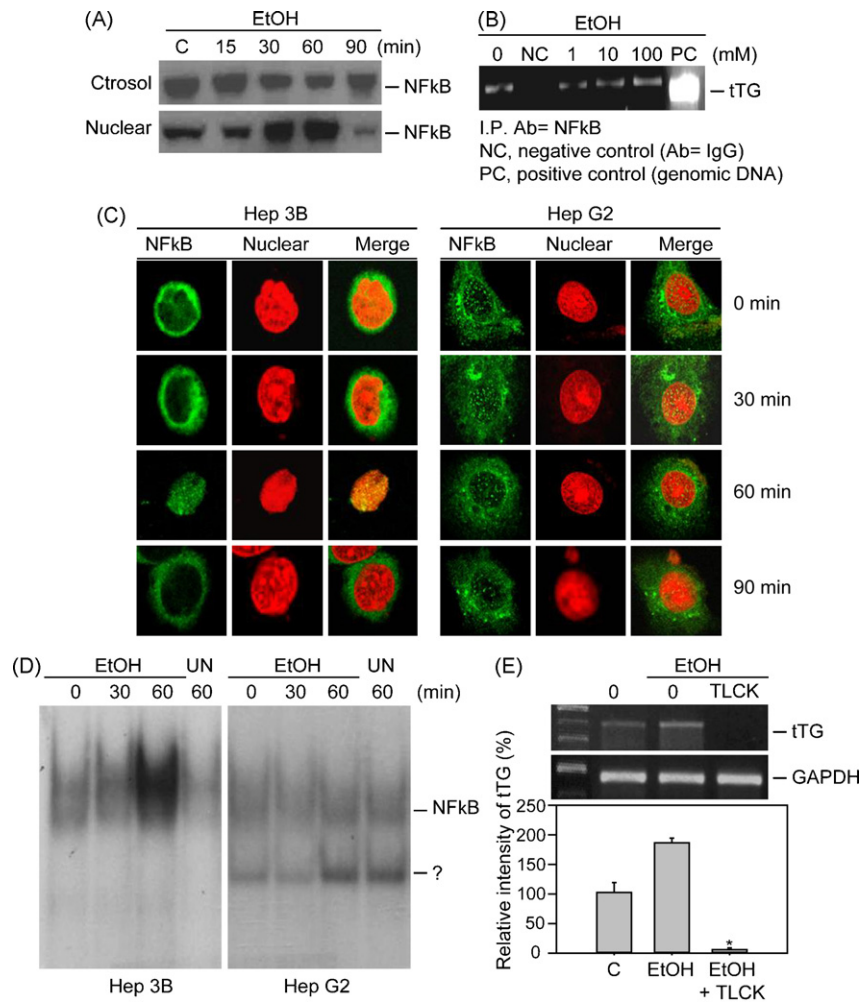 (A)
EtOH
C 15 30 60 90 (min)
Ctrosol
NFkB
Nuclear
NFkB
(B)
EtOH
0 NC 1 10 100 PC (mM)
tTG
I.P. Ab= NFkB
NC, negative control (Ab= IgG)
PC, positive control (genomic DNA)
(C)
Hep 3B
Hep G2
NFkB Nuclear Merge
NFkB Nuclear Merge
0 min
30 min
60 min
90 min
(D)
EtOH UN
EtOH UN
0 30 60 60
0 30 60 60 (min)
NFkB
?
Hep 3B
Hep G2
(E)
EtOH
0 0 TLCK
tTG
GAPDH
Relative intensity of tTG (%)
250
200
150
100
50
0
*
C EtOH EtOH
+ TLCK